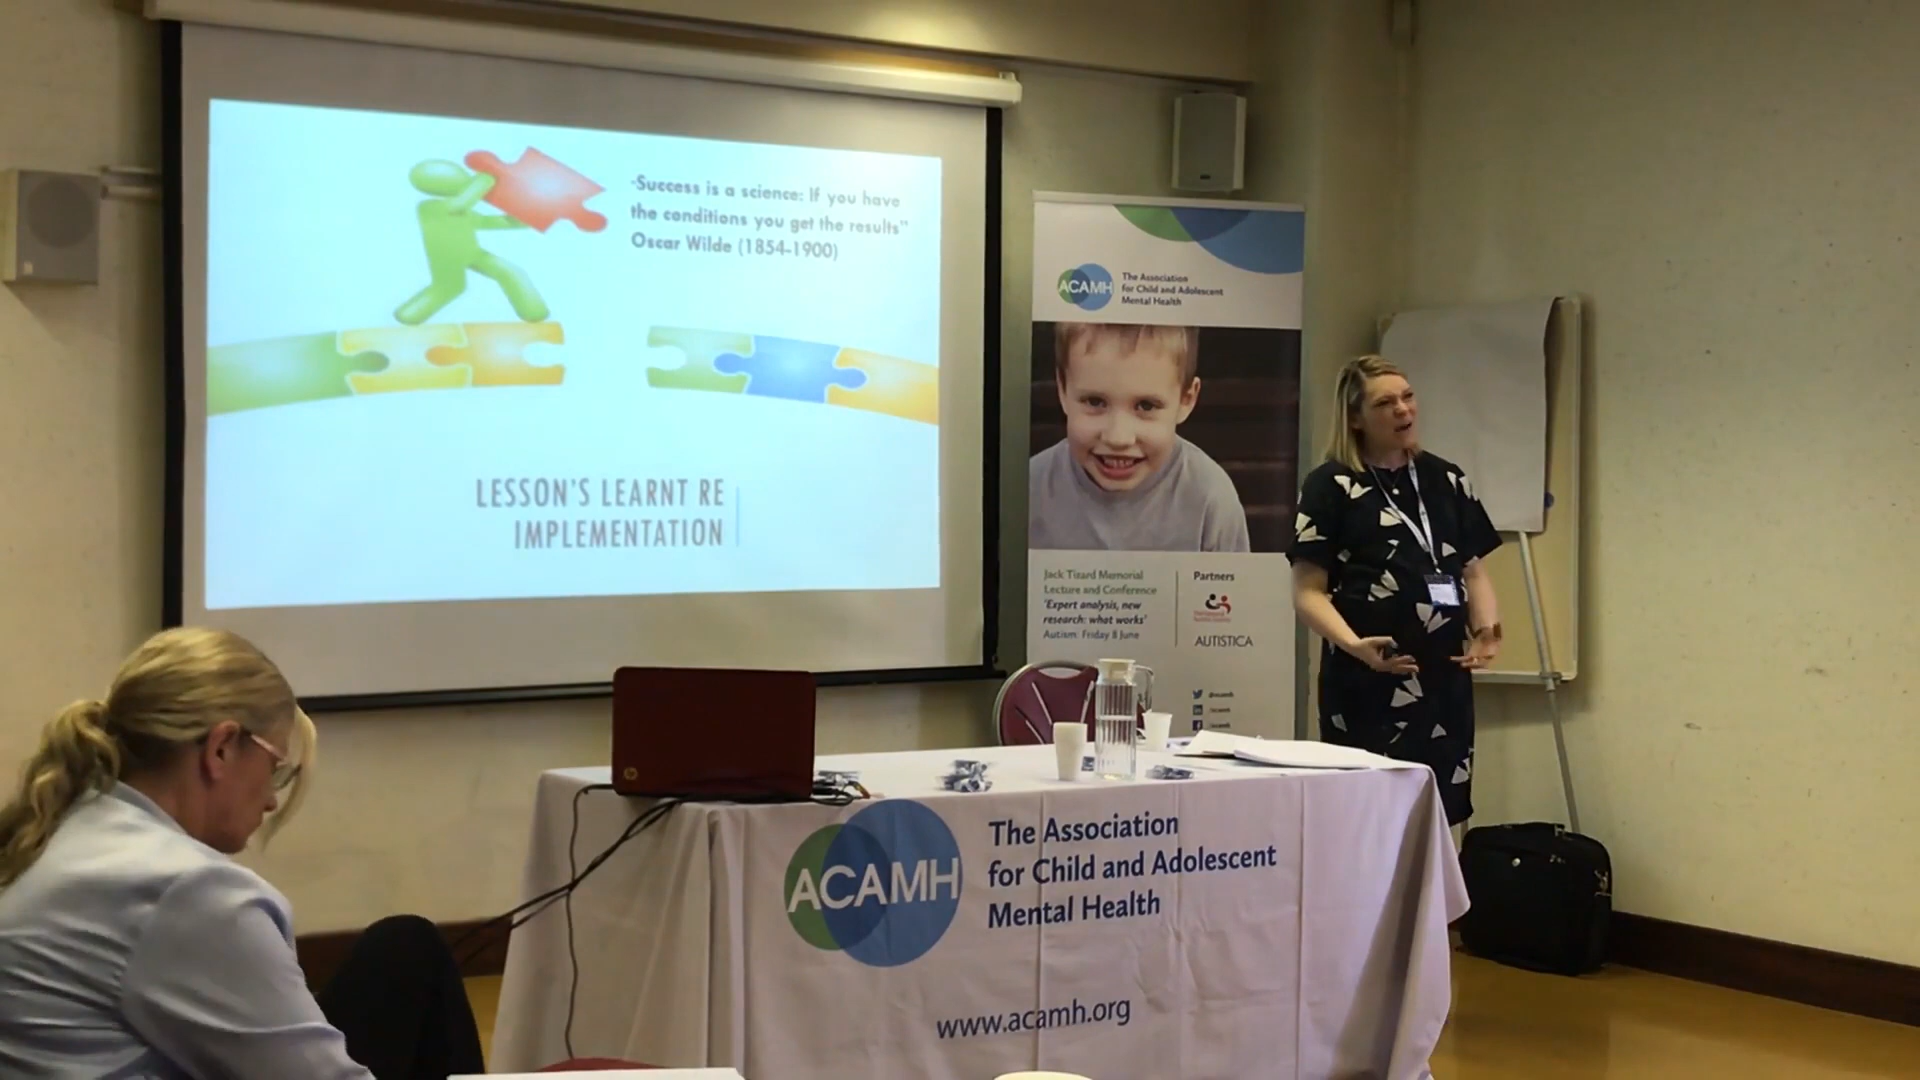 "Success is a science: If you have
the conditions you get the results"
Oscar Wilde (1854-1900)
LESSON'S LEARNT RE
IMPLEMENTATION
ACAMH
The Association
for Child and Adolescent
Mental Health
Jack Tizard Memorial
Lecture and Conference
'Expert analysis, new
research: what works'
Autism: Friday 8 June
Partners
AUTISTICA
@acamh
ACAMH
The Association
for Child and Adolescent
Mental Health
www.acamh.org